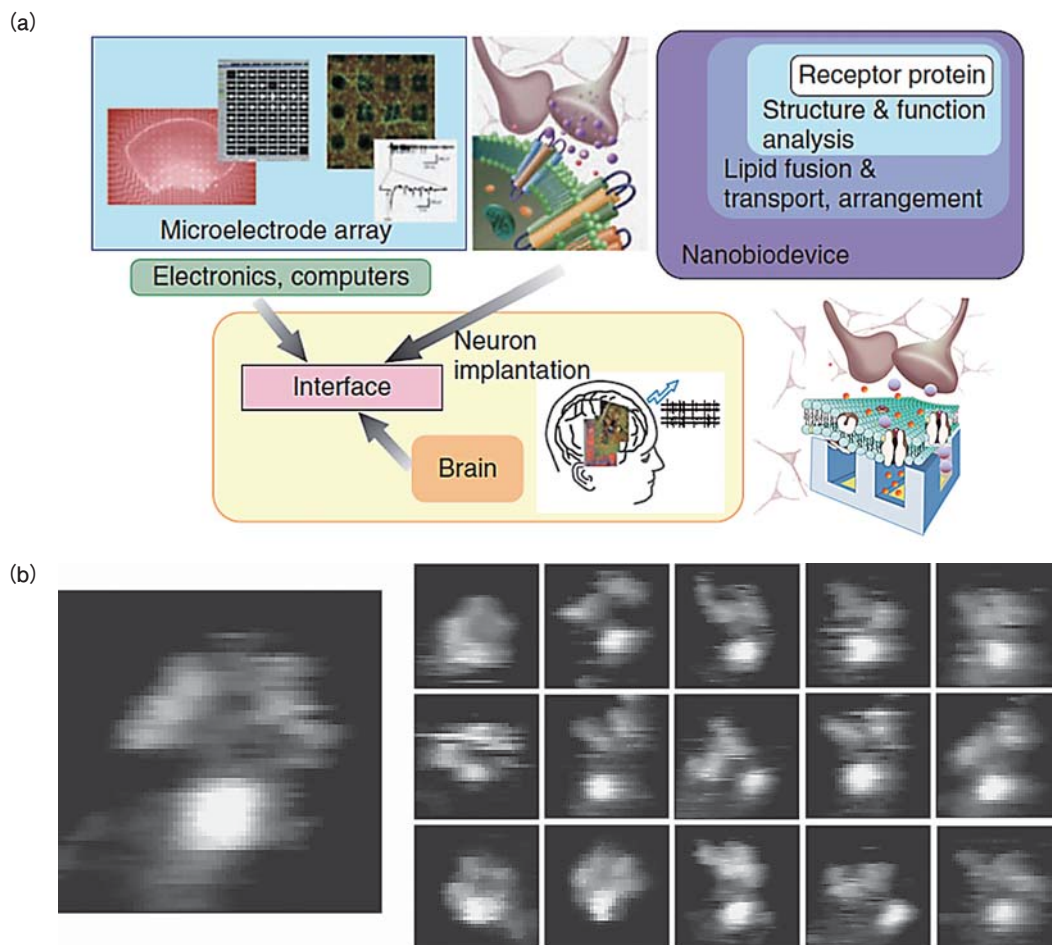 (a)
Receptor protein
Structure & function
analysis
Lipid fusion &
transport, arrangement
Nanobiodevice
Microelectrode array
Electronics, computers
Neuron
implantation
Interface
Brain
(b)